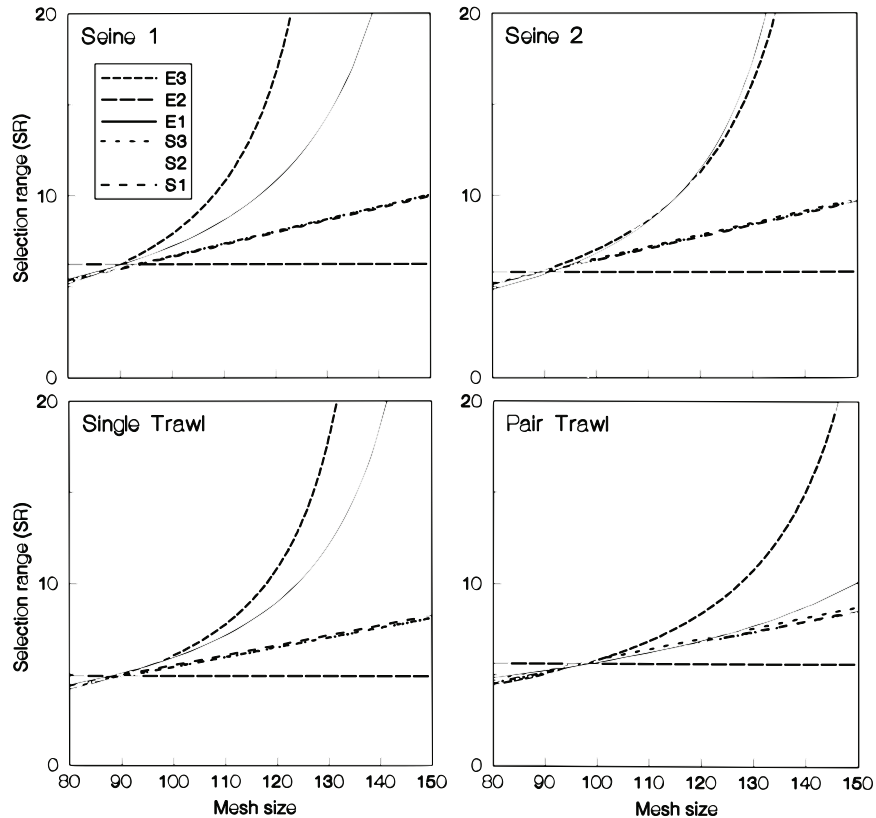 Seine 1
Seine 2
20
10
0
Selection range (SR)
E3
E2
E1
S3
S2
S1
20
10
0
Single Trawl
Pair Trawl
20
10
0
Selection range (SR)
80 90 100 110 120 130 140 150
Mesh size
20
10
0
80 90 100 110 120 130 140 150
Mesh size